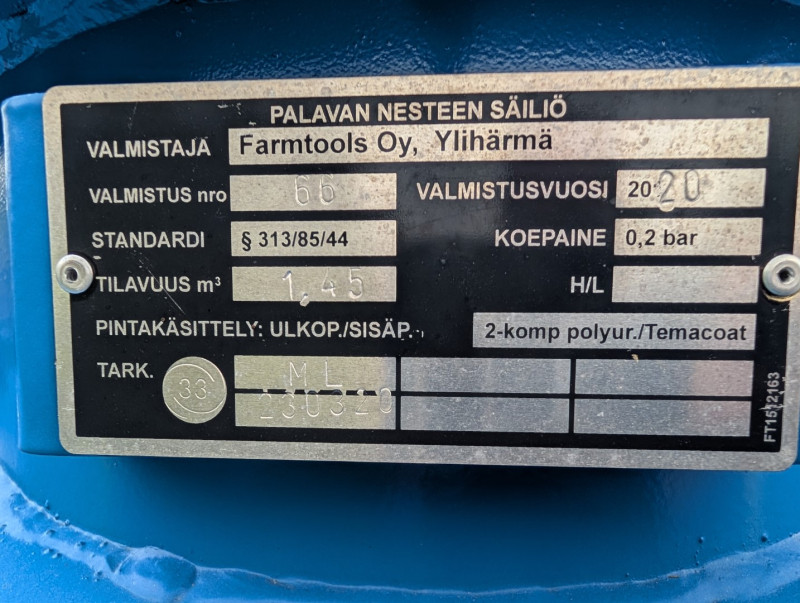 PALAVAN NESTEEN SÄILIÖ
VALMISTAJA Farmtools Oy, Ylihärmä
VALMISTUS nro 66 VALMISTUSVUOSI 2020
STANDARDI § 313/85/44 KOEPAINE 0,2 bar
TILAVUUS m³ 1,45 H/L
PINTAKÄSITTELY: ULKOP./SISÄP. 2-komp polyur./Temacoat
TARK. 33 ML
230320
FT1512163